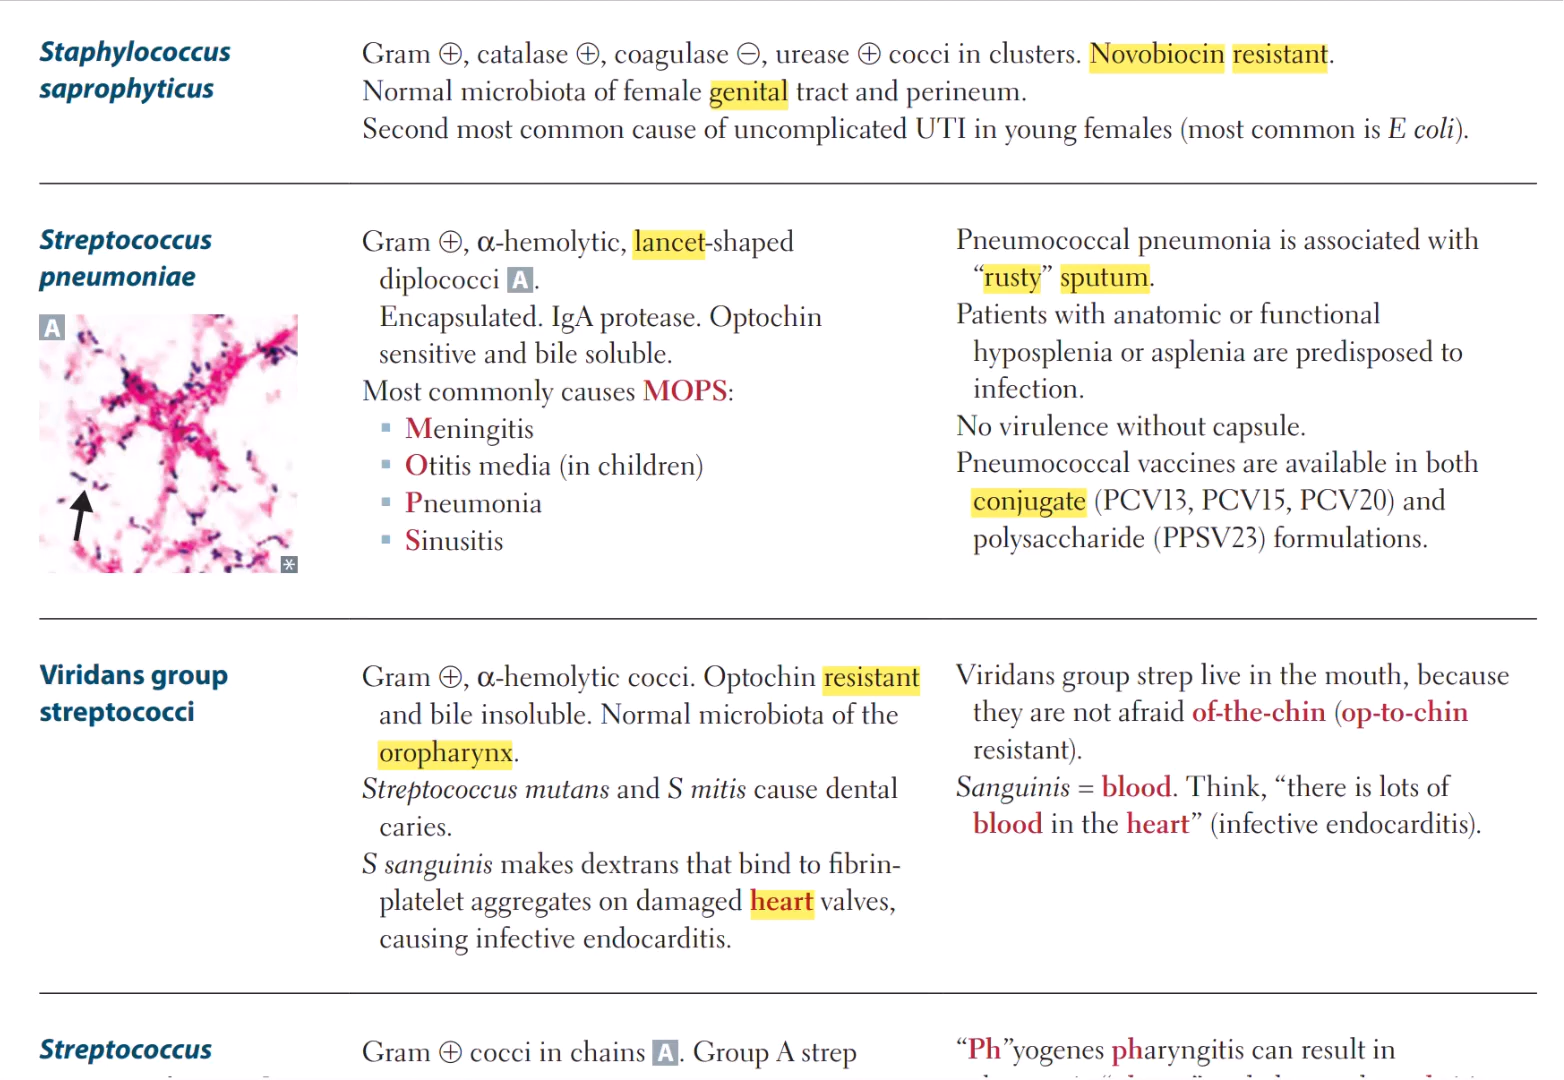 Staphylococcus
saprophyticus
Gram ⊕, catalase ⊕, coagulase ⊖, urease ⊕ cocci in clusters. Novobiocin resistant.
Normal microbiota of female genital tract and perineum.
Second most common cause of uncomplicated UTI in young females (most common is E coli).
Streptococcus
pneumoniae
A
Gram ⊕, α-hemolytic, lancet-shaped
diplococci A.
Encapsulated. IgA protease. Optochin
sensitive and bile soluble.
Most commonly causes MOPS:
▪ Meningitis
▪ Otitis media (in children)
▪ Pneumonia
▪ Sinusitis
Pneumococcal pneumonia is associated with
“rusty” sputum.
Patients with anatomic or functional
hyposplenia or asplenia are predisposed to
infection.
No virulence without capsule.
Pneumococcal vaccines are available in both
conjugate (PCV13, PCV15, PCV20) and
polysaccharide (PPSV23) formulations.
Viridans group
streptococci
Gram ⊕, α-hemolytic cocci. Optochin resistant
and bile insoluble. Normal microbiota of the
oropharynx.
Streptococcus mutans and S mitis cause dental
caries.
S sanguinis makes dextrans that bind to fibrin-
platelet aggregates on damaged heart valves,
causing infective endocarditis.
Viridans group strep live in the mouth, because
they are not afraid of-the-chin (op-to-chin
resistant).
Sanguinis = blood. Think, “there is lots of
blood in the heart” (infective endocarditis).
Streptococcus
Gram ⊕ cocci in chains A. Group A strep
“Ph”yogenes pharyngitis can result in